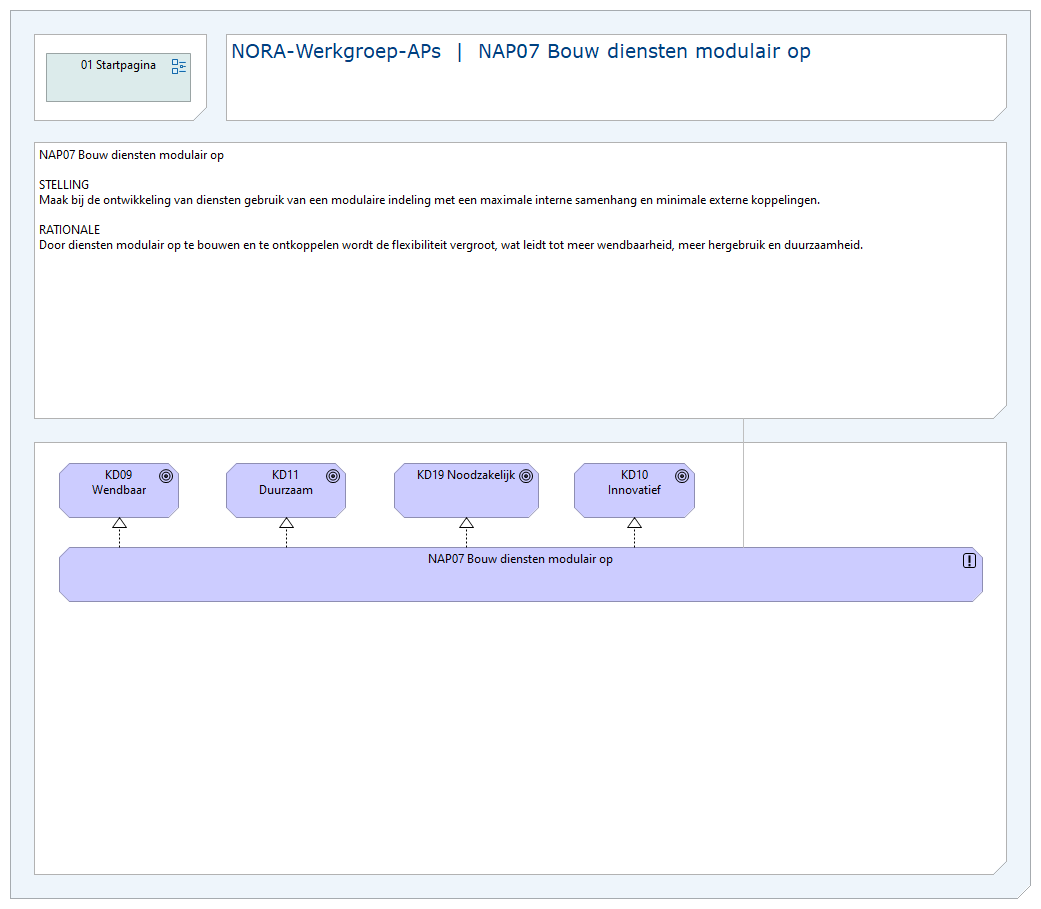 01 Startpagina
NORA-Werkgroep-APs | NAP07 Bouw diensten modulair op
NAP07 Bouw diensten modulair op
STELLING
Maak bij de ontwikkeling van diensten gebruik van een modulaire indeling met een maximale interne samenhang en minimale externe koppelingen.
RATIONALE
Door diensten modulair op te bouwen en te ontkoppelen wordt de flexibiliteit vergroot, wat leidt tot meer wendbaarheid, meer hergebruik en duurzaamheid.
KD09
Wendbaar
KD11
Duurzaam
KD19 Noodzakelijk
KD10
Innovatief
NAP07 Bouw diensten modulair op